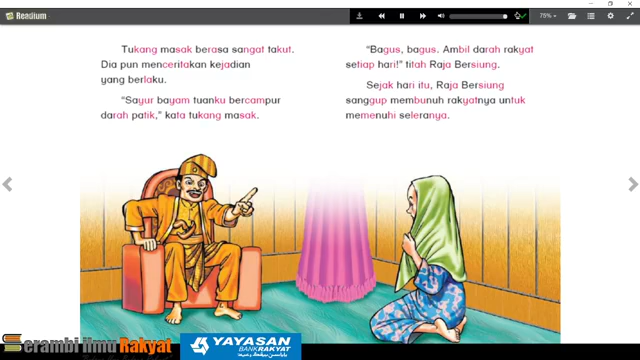 Readium
78%
Tukang masak berasa sangat takut.
Dia pun menceritakan kejadian
yang berlaku.
"Sayur bayam tuanku bercampur
darah patik," kata tukang masak.
"Bagus, bagus. Ambil darah rakyat
setiap hari!" titah Raja Bersiung.
Sejak hari itu, Raja Bersiung
sanggup membunuh rakyatnya untuk
memenuhi seleranya.
Serambi Ilmu Rakyat
YAYASAN
BANK RAKYAT